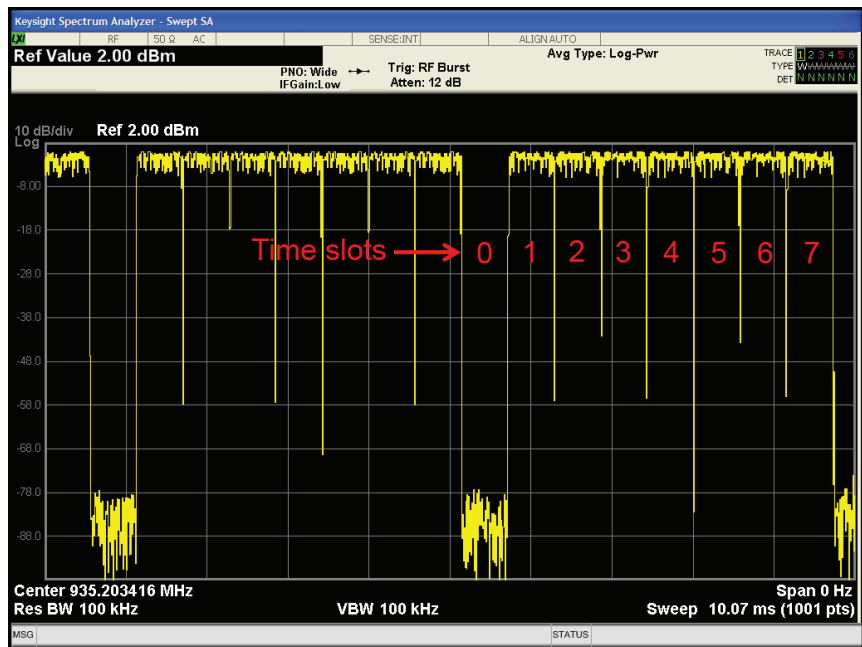 Keysight Spectrum Analyzer - Swept SA
LXI RF 50 Ω AC SENSE:INT ALIGN AUTO
Ref Value 2.00 dBm
PNO: Wide
IFGain:Low
Trig: RF Burst
Atten: 12 dB
Avg Type: Log-Pwr
TRACE 1 2 3 4 5 6
TYPE W
DET N N N N N N
10 dB/div Ref 2.00 dBm
Log
-8.00
-18.0
Time slots 0 1 2 3 4 5 6 7
-28.0
-38.0
-48.0
-58.0
-68.0
-78.0
-88.0
Center 935.203416 MHz Span 0 Hz
Res BW 100 kHz VBW 100 kHz Sweep 10.07 ms (1001 pts)
MSG STATUS